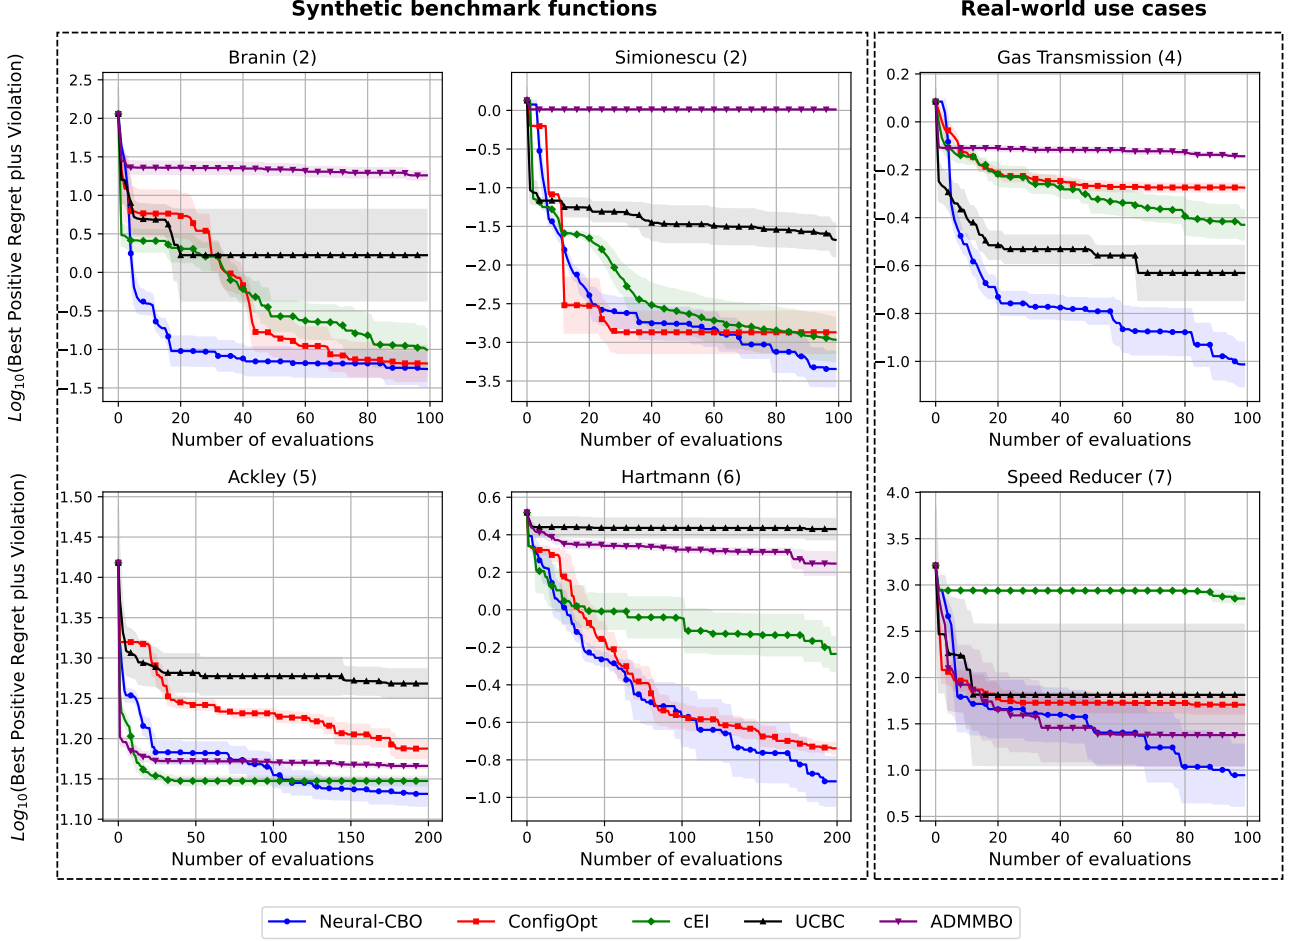 Synthetic benchmark functions
Real-world use cases
Branin (2)
Log10(Best Positive Regret plus Violation)
2.5
2.0
1.5
1.0
0.5
0.0
−0.5
−1.0
−1.5
0 20 40 60 80 100
Number of evaluations
Simionescu (2)
0.0
−0.5
−1.0
−1.5
−2.0
−2.5
−3.0
−3.5
0 20 40 60 80 100
Number of evaluations
Gas Transmission (4)
0.2
0.0
−0.2
−0.4
−0.6
−0.8
−1.0
0 20 40 60 80 100
Number of evaluations
Ackley (5)
Log10(Best Positive Regret plus Violation)
1.50
1.45
1.40
1.35
1.30
1.25
1.20
1.15
1.10
0 50 100 150 200
Number of evaluations
Hartmann (6)
0.6
0.4
0.2
0.0
−0.2
−0.4
−0.6
−0.8
−1.0
0 50 100 150 200
Number of evaluations
Speed Reducer (7)
4.0
3.0
2.5
2.0
1.5
1.0
0.5
0 20 40 60 80 100
Number of evaluations
Neural-CBO ConfigOpt cEI UCBC ADMMBO